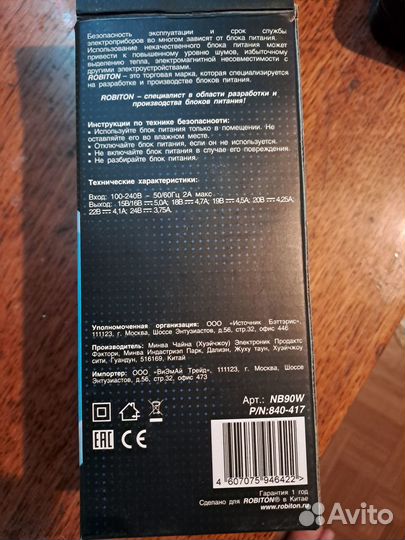 Безопасность эксплуатации и срок службы
электроприборов во многом зависят от блока питания.
Использование некачественного блока питания может
привести к повышенному уровню шумов, избыточному
выделению тепла, электромагнитной несовместимости с
другими электроустройствами.
ROBITON – это торговая марка, которая специализируется
на разработке и производстве блоков питания.
ROBITON – специалист в области разработки и
производства блоков питания!
Инструкции по технике безопасности:
• Используйте блок питания только в помещении. Не
оставляйте его во влажном месте.
• Отключайте блок питания, если он не используется.
• Не включайте блок питания в случае его повреждения.
• Не разбирайте блок питания.
Технические характеристики:
Вход: 100-240В ~ 50/60Гц 2А макс
Выход: 15В/16В 5,0А; 18В 4,7А; 19В 4,5А; 20В 4,25А;
22В 4,1А; 24В 3,75А.
Уполномоченная организация: ООО «Источник Бэттэрис»,
111123, г. Москва, Шоссе Энтузиастов, д.56, стр.32, офис 446
Производитель: Минва Чайна (Хуэйчжоу) Электроник Продактс
Фэктори, Минва Индастриэл Парк, Далиэн, Жуху таун, Хуэйчжоу
сити, Гуандун, 516169, Китай
Импортер: ООО «ВиЭмАй Трейд», 111123, г. Москва, Шоссе
Энтузиастов, д.56, стр.32, офис 473
Арт.: NB90W
P/N:840-417
EAC CE
4 607075 946422 >
Гарантия 1 год
Сделано для ROBITON® в Китае
www.robiton.ru
Avito